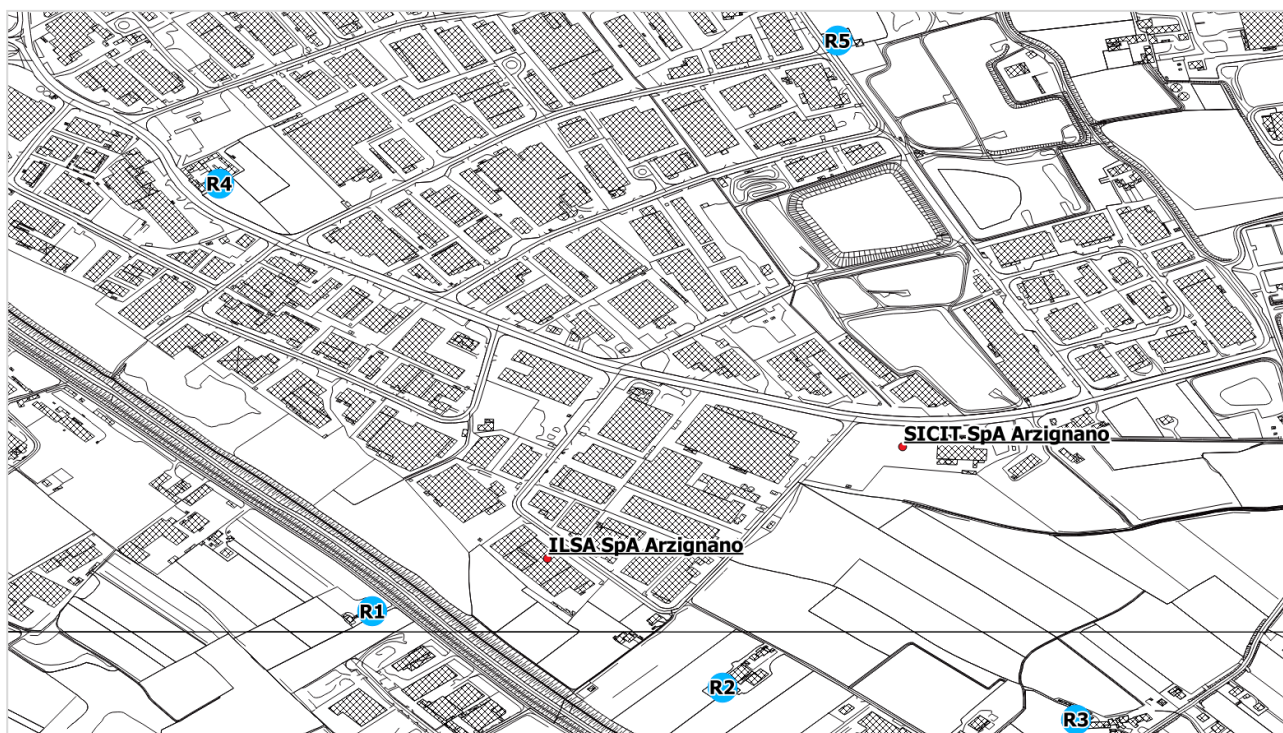 R5
R4
SICIT SpA Arzignano
ILSA SpA Arzignano
R1
R2
R3